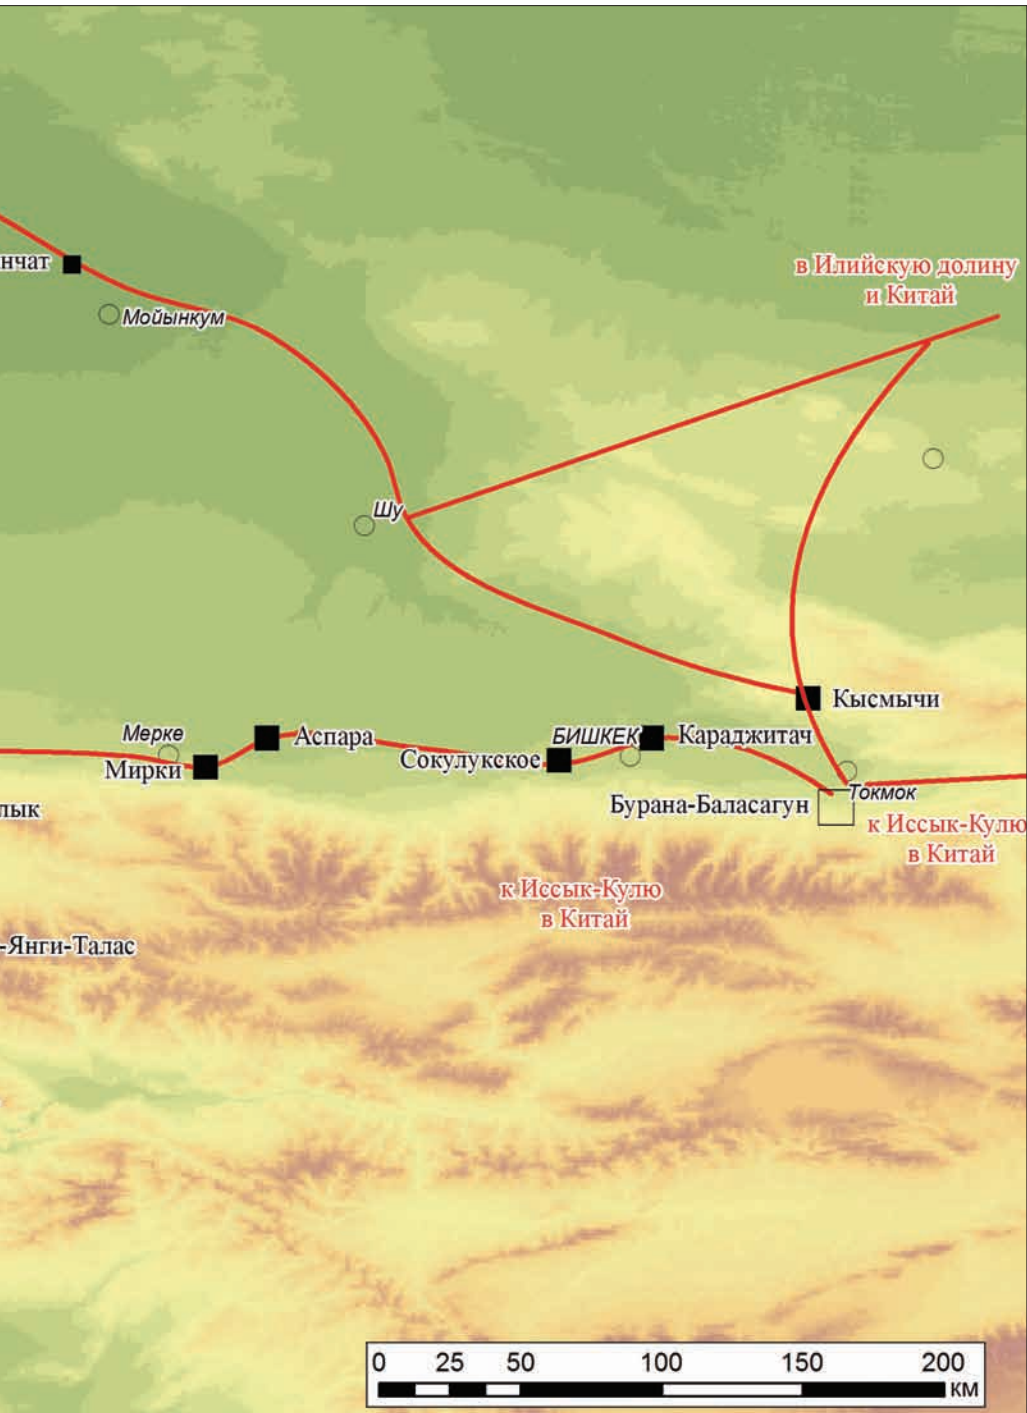 нчат
Мойынкум
в Илийскую долину
и Китай
Шу
Кысмычи
Мерке
Аспара
БИШКЕК
Караджитач
Мирки
Сокулукское
Токмок
Бурана-Баласагун
лык
к Иссык-Кулю
в Китай
к Иссык-Кулю
в Китай
-Янги-Талас
0 25 50 100 150 200
км